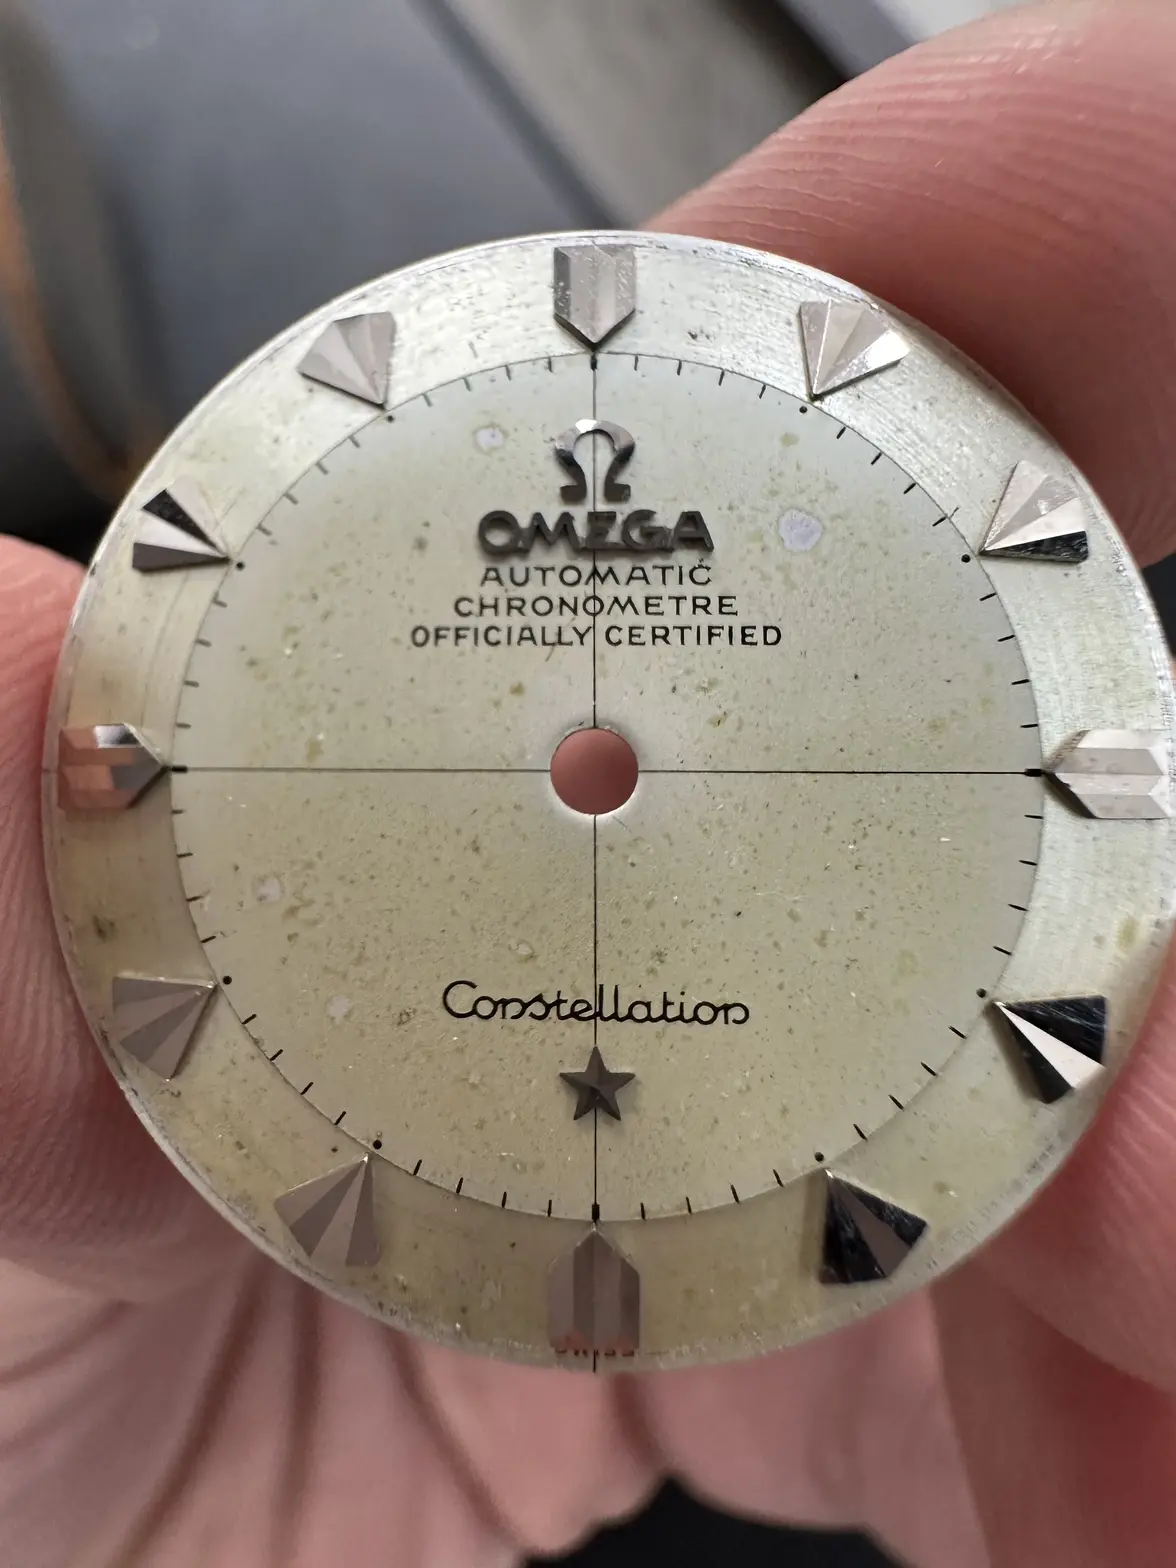 Ω
OMEGA
AUTOMATIC
CHRONOMETRE
OFFICIALLY CERTIFIED
Constellation